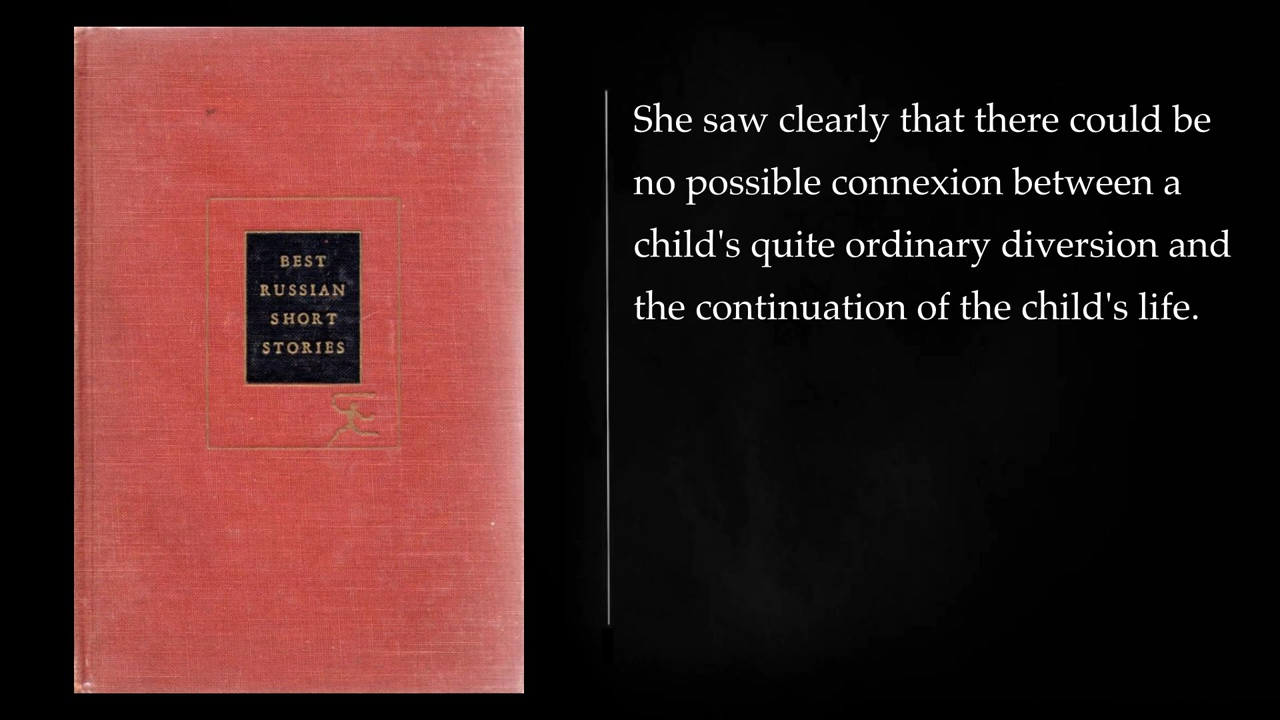 BEST
RUSSIAN
SHORT
STORIES
She saw clearly that there could be
no possible connexion between a
child's quite ordinary diversion and
the continuation of the child's life.